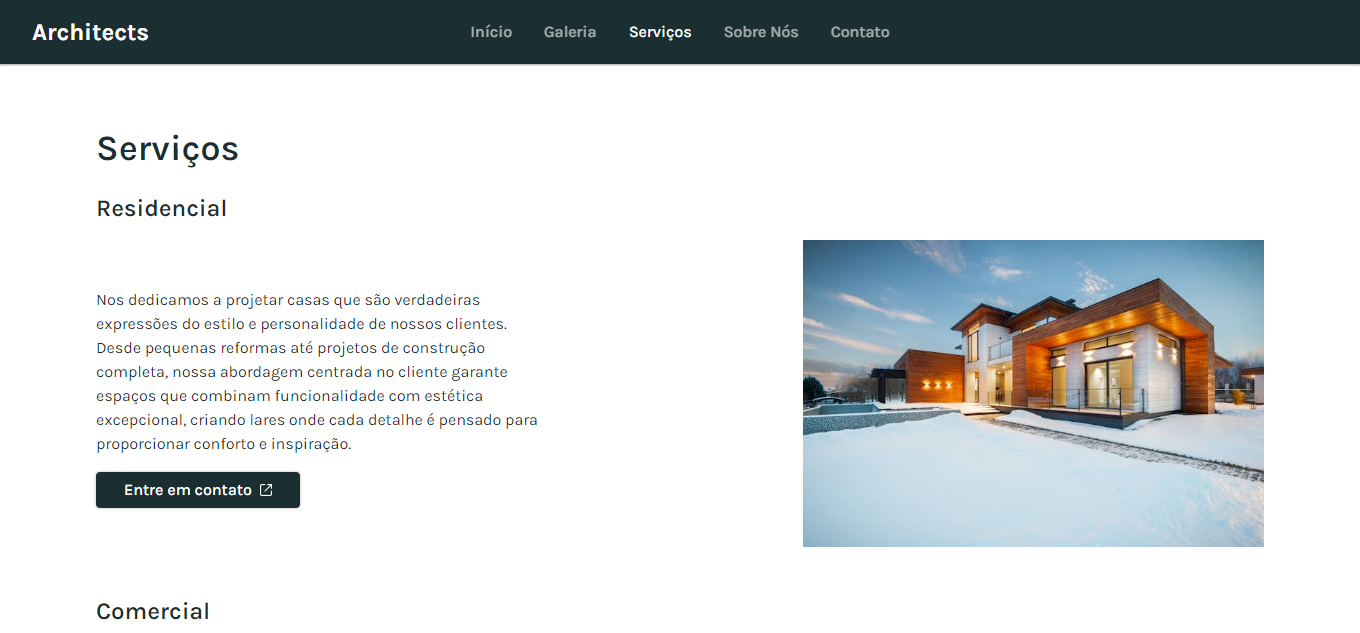 Architects
Início Galeria Serviços Sobre Nós Contato
Serviços
Residencial
Nos dedicamos a projetar casas que são verdadeiras
expressões do estilo e personalidade de nossos clientes.
Desde pequenas reformas até projetos de construção
completa, nossa abordagem centrada no cliente garante
espaços que combinam funcionalidade com estética
excepcional, criando lares onde cada detalhe é pensado para
proporcionar conforto e inspiração.
Entre em contato
Comercial